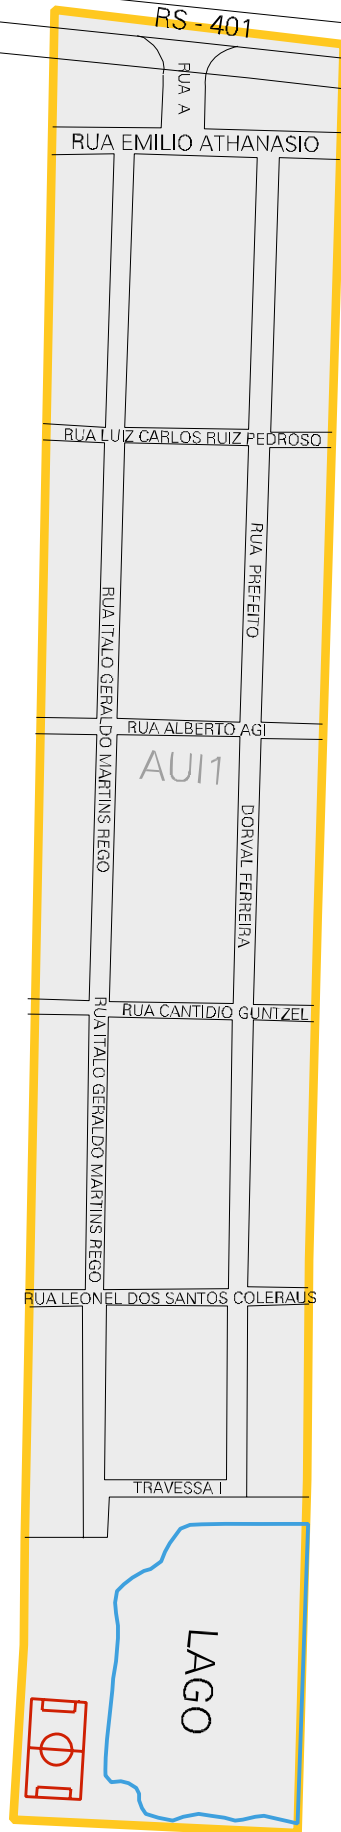 RS - 401
RUA A
RUA EMILIO ATHANASIO
RUA LUIZ CARLOS RUIZ PEDROSO
RUA PREFEITO
RUA ITALO GERALDO MARTINS REGO
RUA ALBERTO AGI
AUI1
DORVAL FERREIRA
RUA CANTIDIO GUNTZEL
RUA ITALO GERALDO MARTINS REGO
RUA LEONEL DOS SANTOS COLERAUS
TRAVESSA I
LAGO